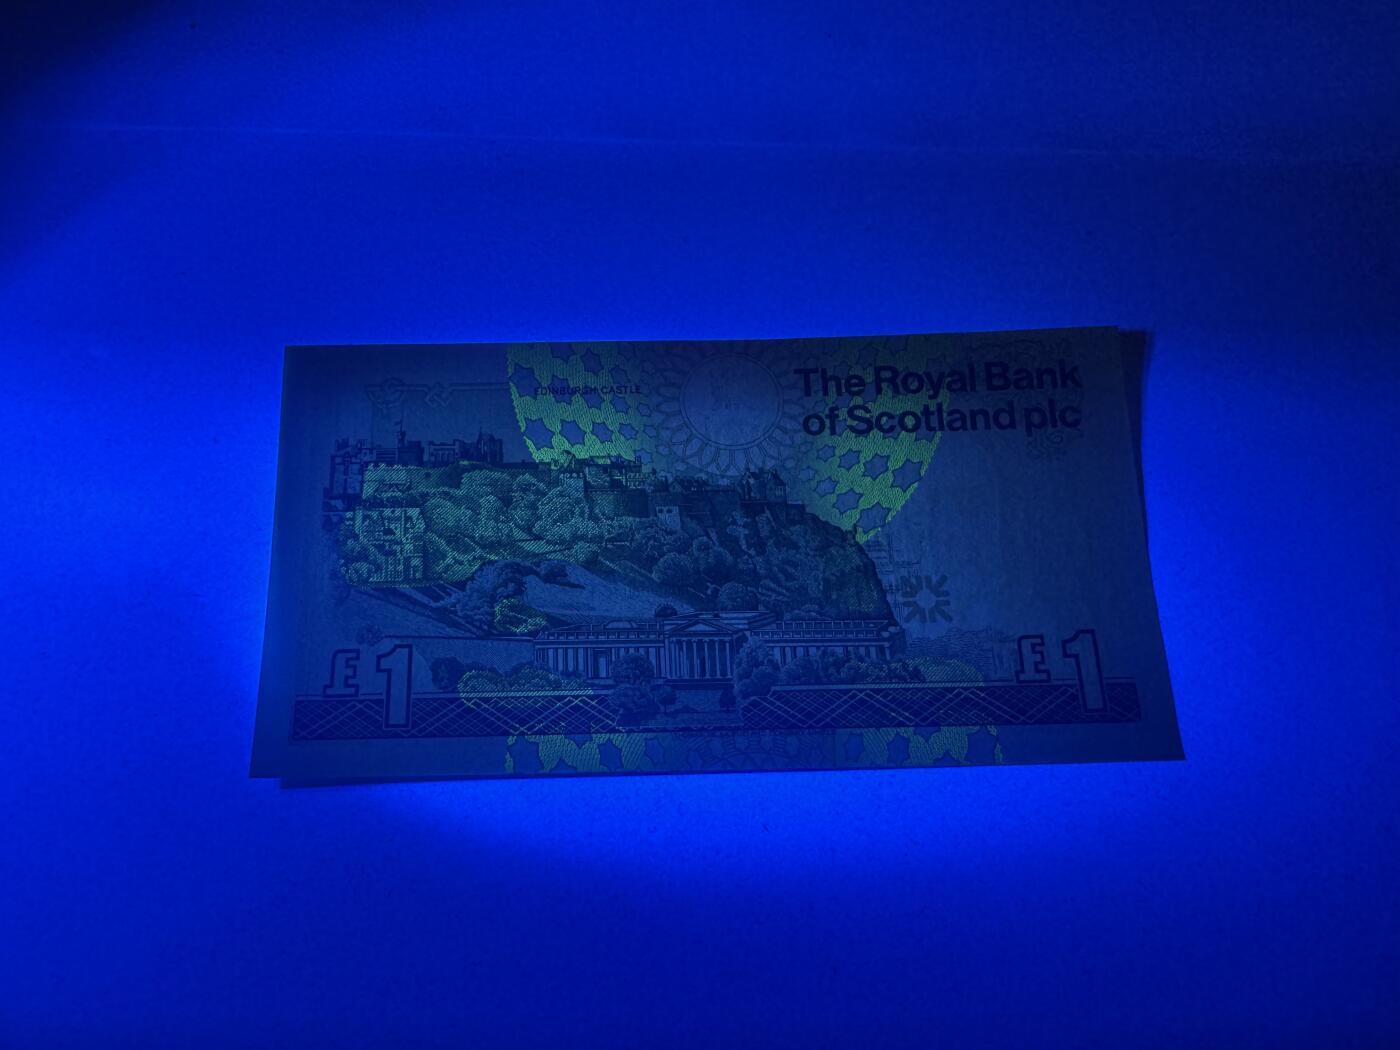 EDINBURGH CASTLE
The Royal Bank
of Scotland plc
£1
£1